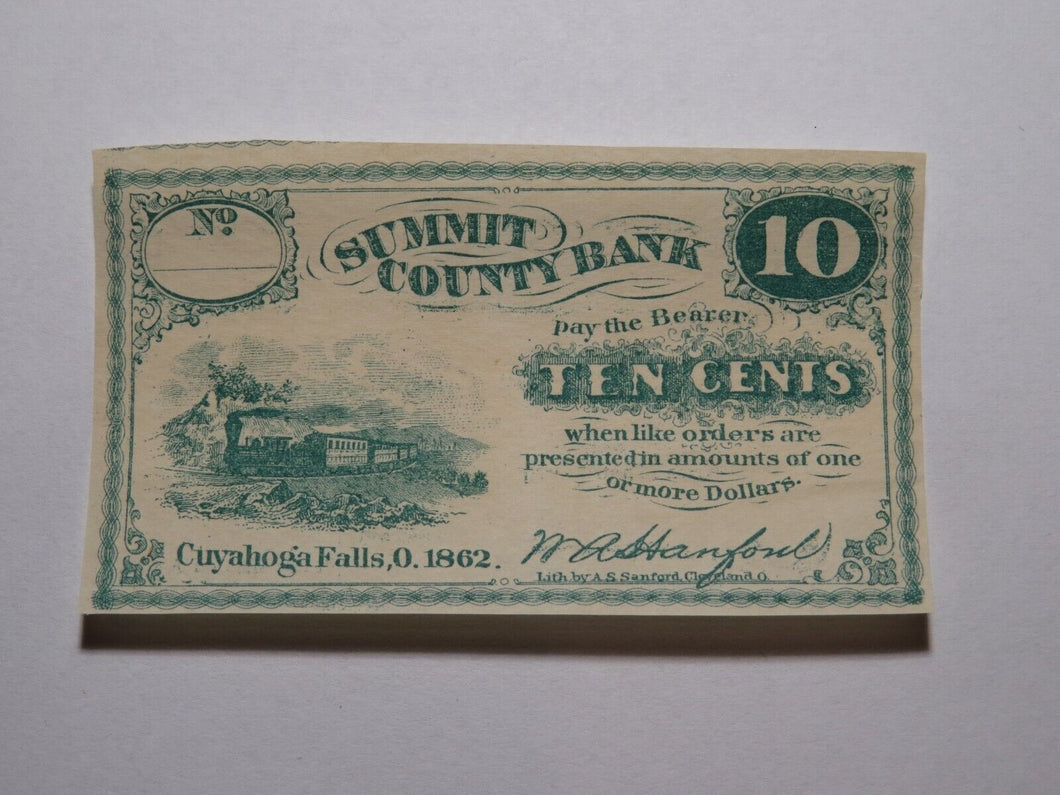 No.
SUMMIT
COUNTY BANK
10
pay the Bearer
TEN CENTS
when like orders are
presented in amounts of one
or more Dollars.
Cuyahoga Falls, O. 1862.
W A Hanford
Lith. by A.S. Sanford, Cleveland O.